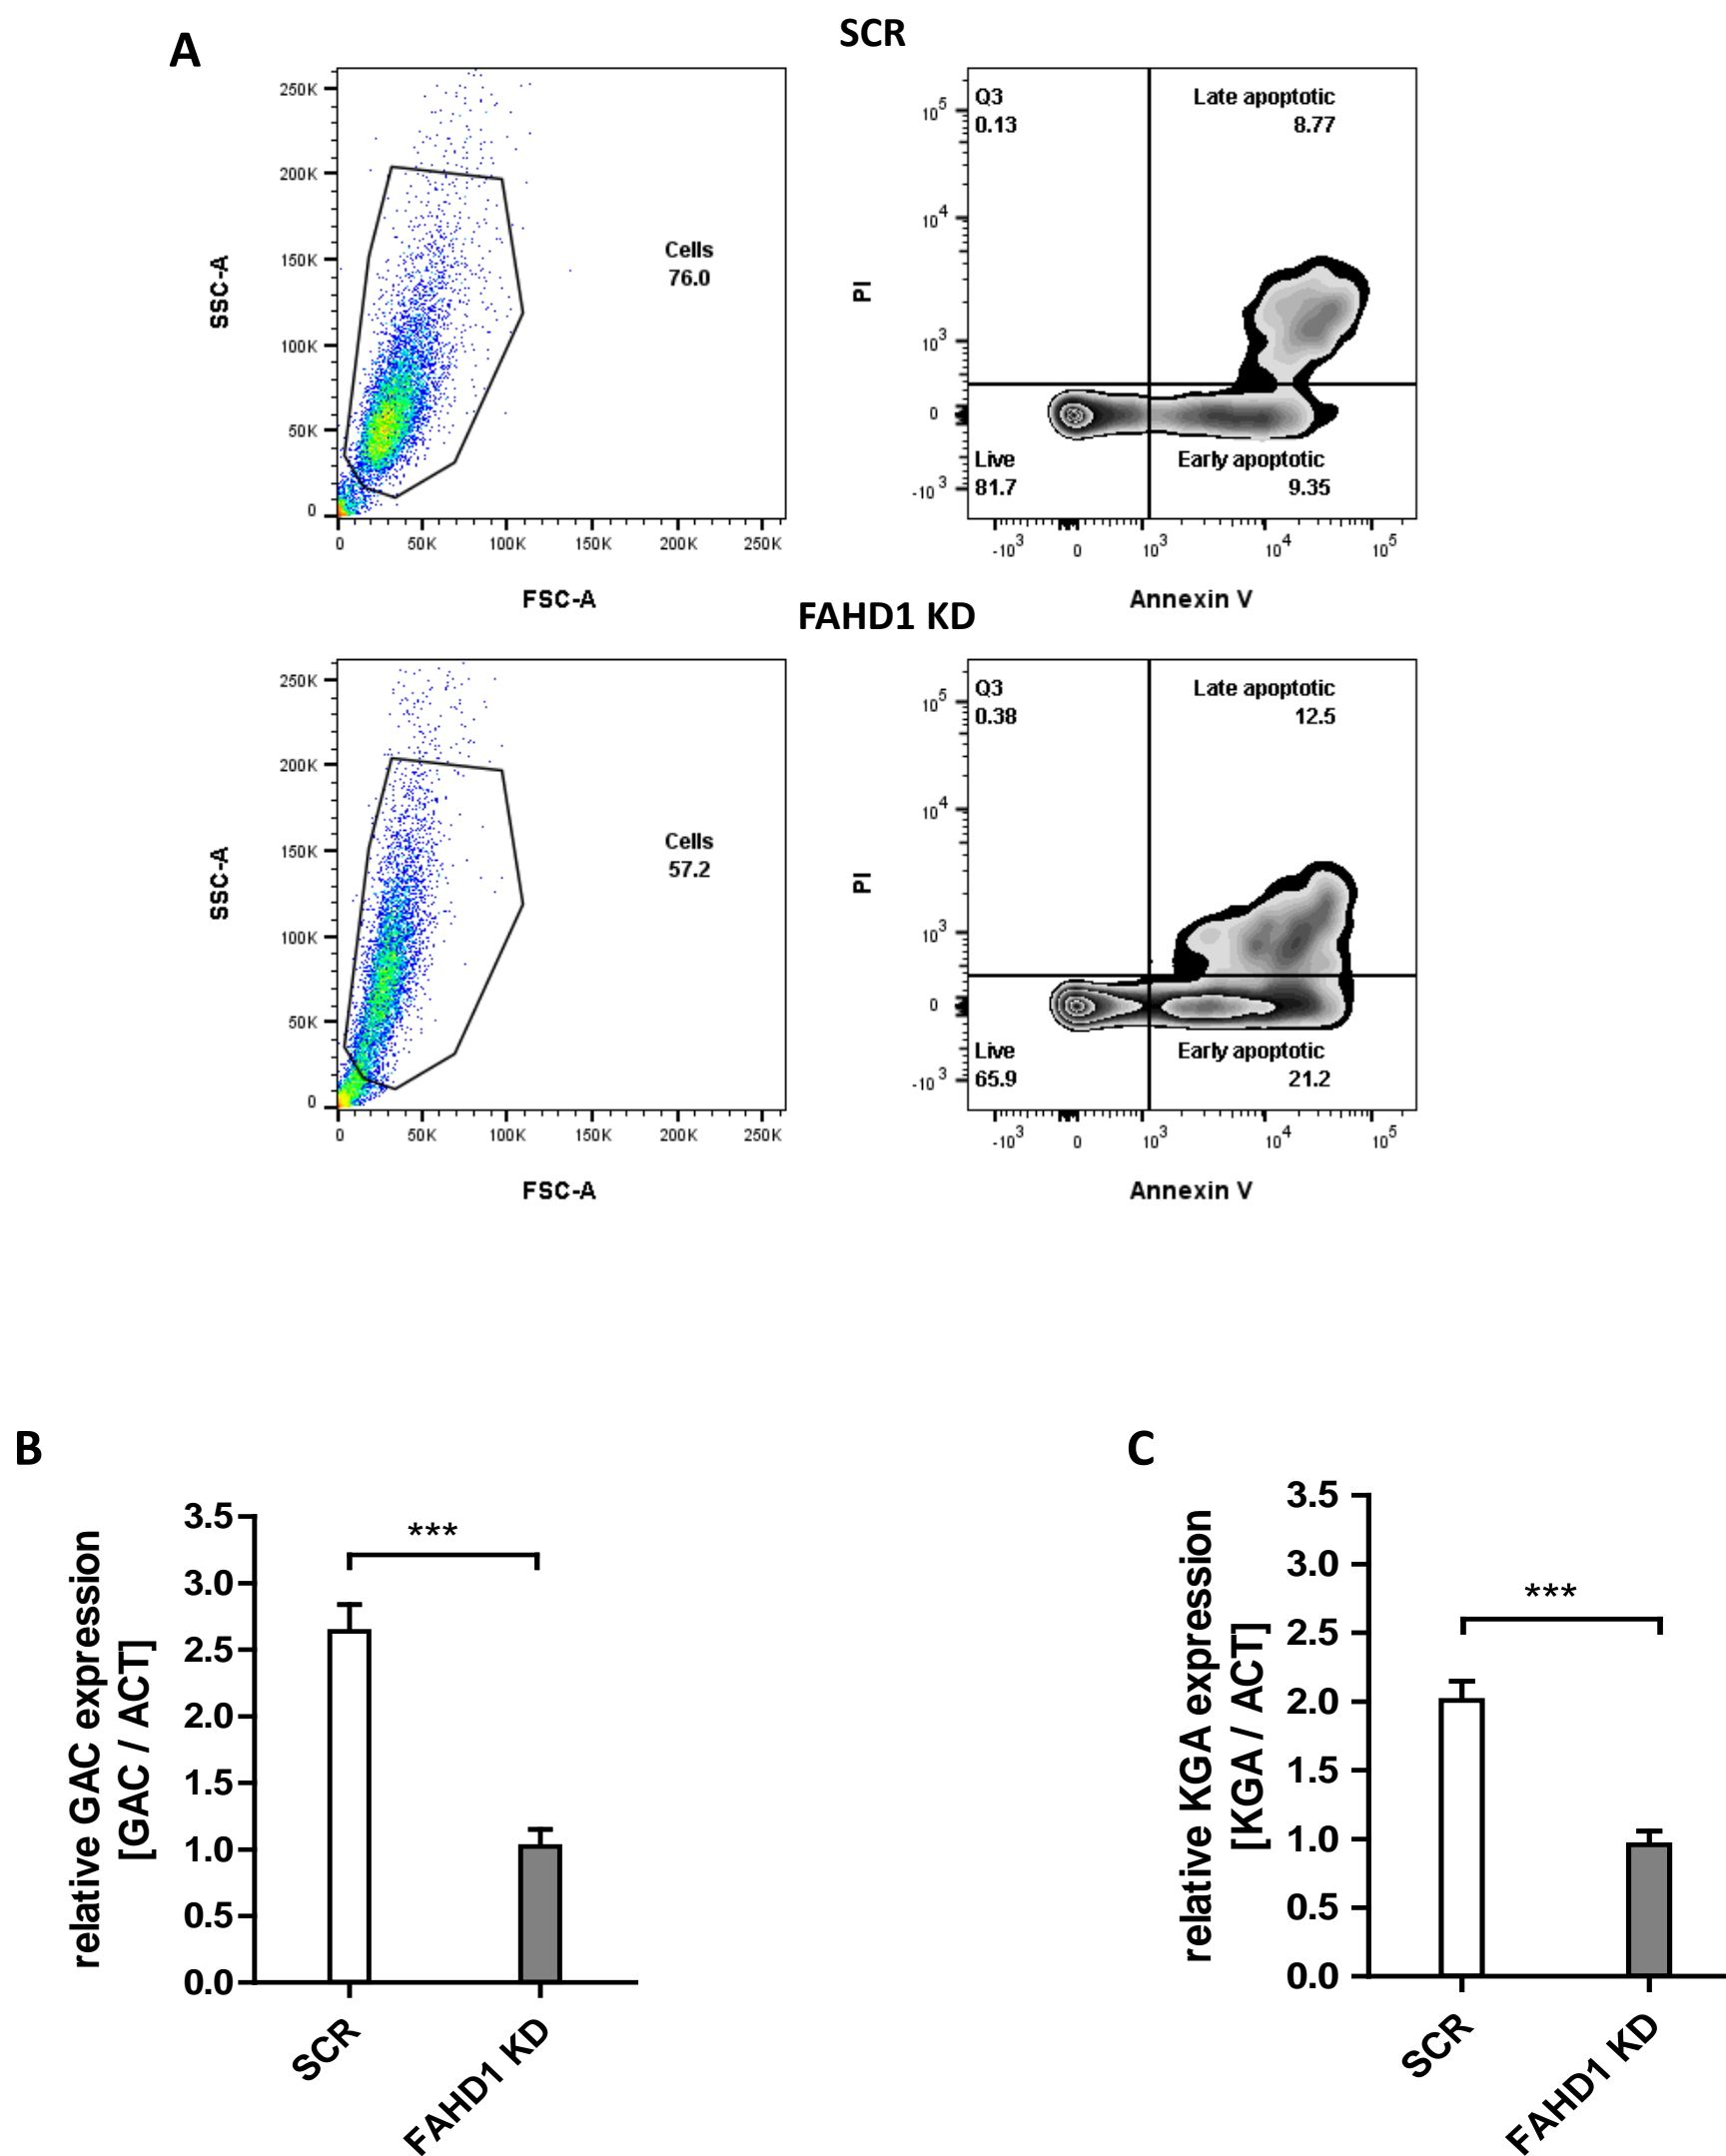 A
SCR
250K
200K
150K
100K
50K
0
SSC-A
Cells
76.0
0 50K 100K 150K 200K 250K
FSC-A
Q3
0.13
Late apoptotic
8.77
10^5
10^4
10^3
0
-10^3
PI
Live
81.7
Early apoptotic
9.35
-10^3 0 10^3 10^4 10^5
Annexin V
FAHD1 KD
250K
200K
150K
100K
50K
0
SSC-A
Cells
57.2
0 50K 100K 150K 200K 250K
FSC-A
Q3
0.38
Late apoptotic
12.5
10^5
10^4
10^3
0
-10^3
PI
Live
65.9
Early apoptotic
21.2
-10^3 0 10^3 10^4 10^5
Annexin V
B
relative GAC expression
[GAC / ACT]
3.5
3.0
2.5
2.0
1.5
1.0
0.5
0.0
***
SCR
FAHD1 KD
C
relative KGA expression
[KGA / ACT]
3.5
3.0
2.5
2.0
1.5
1.0
0.5
0.0
***
SCR
FAHD1 KD